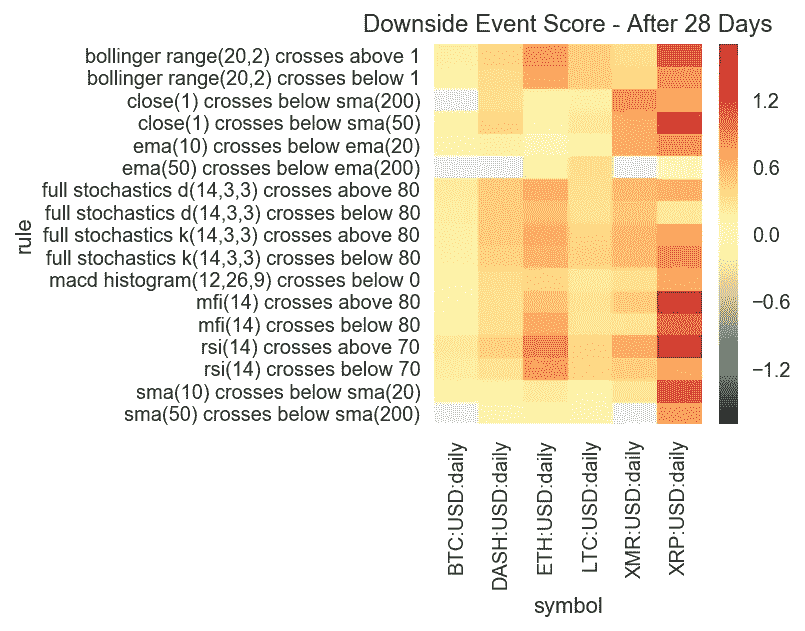 Downside Event Score - After 28 Days
bollinger range(20,2) crosses above 1
bollinger range(20,2) crosses below 1
close(1) crosses below sma(200)
close(1) crosses below sma(50)
ema(10) crosses below ema(20)
ema(50) crosses below ema(200)
full stochastics d(14,3,3) crosses above 80
full stochastics d(14,3,3) crosses below 80
full stochastics k(14,3,3) crosses above 80
full stochastics k(14,3,3) crosses below 80
macd histogram(12,26,9) crosses below 0
mfi(14) crosses above 80
mfi(14) crosses below 80
rsi(14) crosses above 70
rsi(14) crosses below 70
sma(10) crosses below sma(20)
sma(50) crosses below sma(200)
rule
1.2
0.6
0.0
−0.6
−1.2
BTC:USD:daily
DASH:USD:daily
ETH:USD:daily
LTC:USD:daily
XMR:USD:daily
XRP:USD:daily
symbol